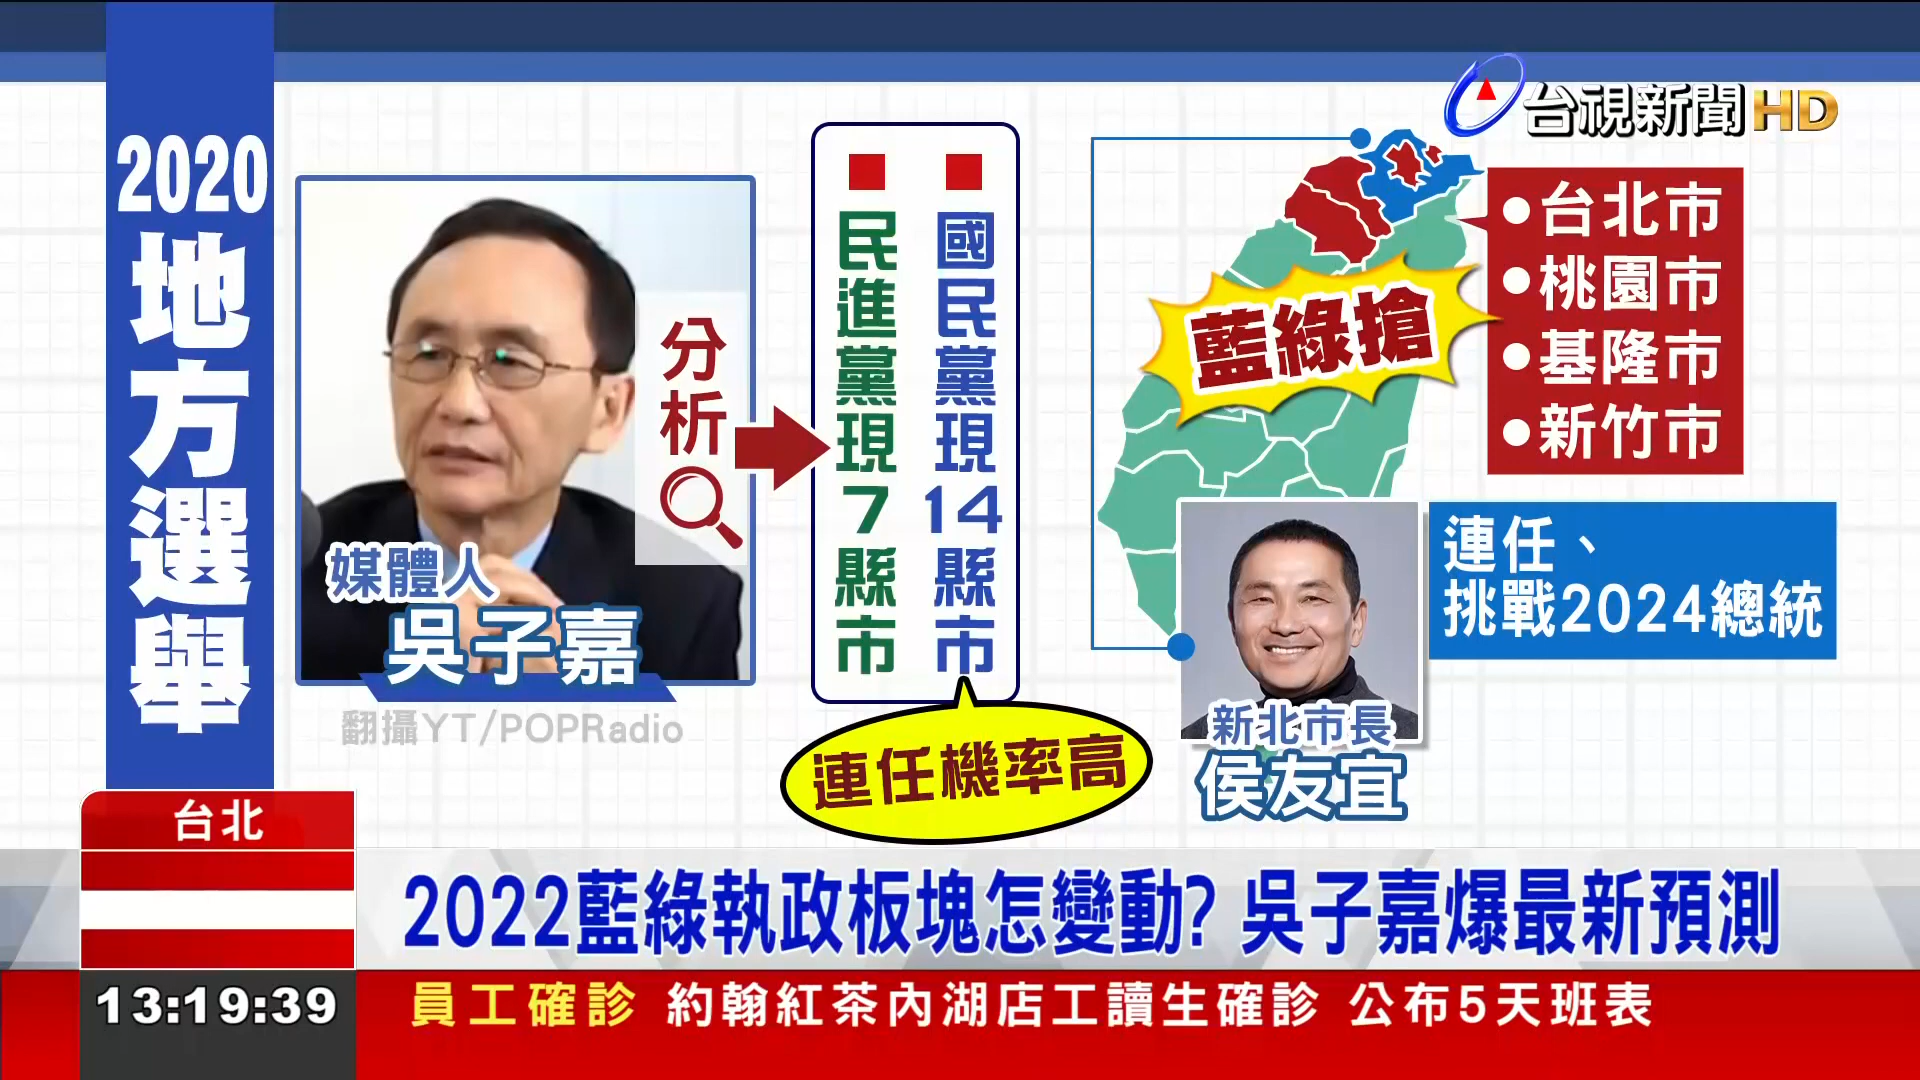 台視新聞HD
2020地方選舉
分析
媒體人
吳子嘉
翻攝YT/POPRadio
民進黨現7縣市
國民黨現14縣市
連任機率高
藍綠搶
•台北市
•桃園市
•基隆市
•新竹市
連任、
挑戰2024總統
新北市長
侯友宜
台北
2022藍綠執政板塊怎變動? 吳子嘉爆最新預測
13:19:39
員工確診 約翰紅茶內湖店工讀生確診 公布5天班表